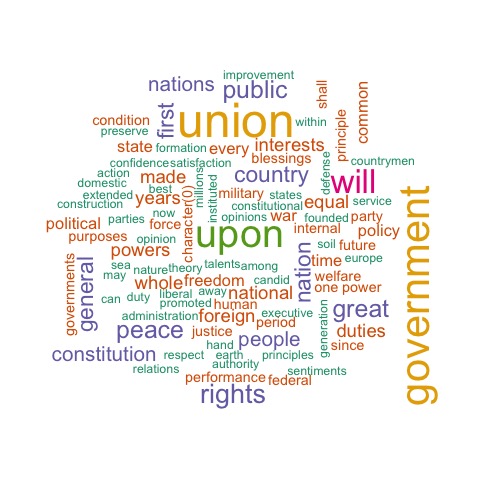 improvement
nations
public
shall
common
condition
first
union
within
principle
preserve
state
formation
every
interests
confidence
satisfaction
blessings
defense
countrymen
action
made
country
will
domestic
best
millions
instituted
military
states
equal
service
extended
years
character(0)
constitutional
construction
now
opinions
war
founded
party
political
parties
force
upon
internal
policy
purposes
opinion
powers
nation
soil
future
government
sea
nature
theory
talents
among
time
europe
governments
general
may
whole
freedom
candid
welfare
can
duty
liberal
away
national
one
power
promoted
human
generation
great
administration
foreign
executive
peace
justice
period
people
duties
since
constitution
respect
hand
earth
principles
relations
authority
sentiments
performance
federal
rights